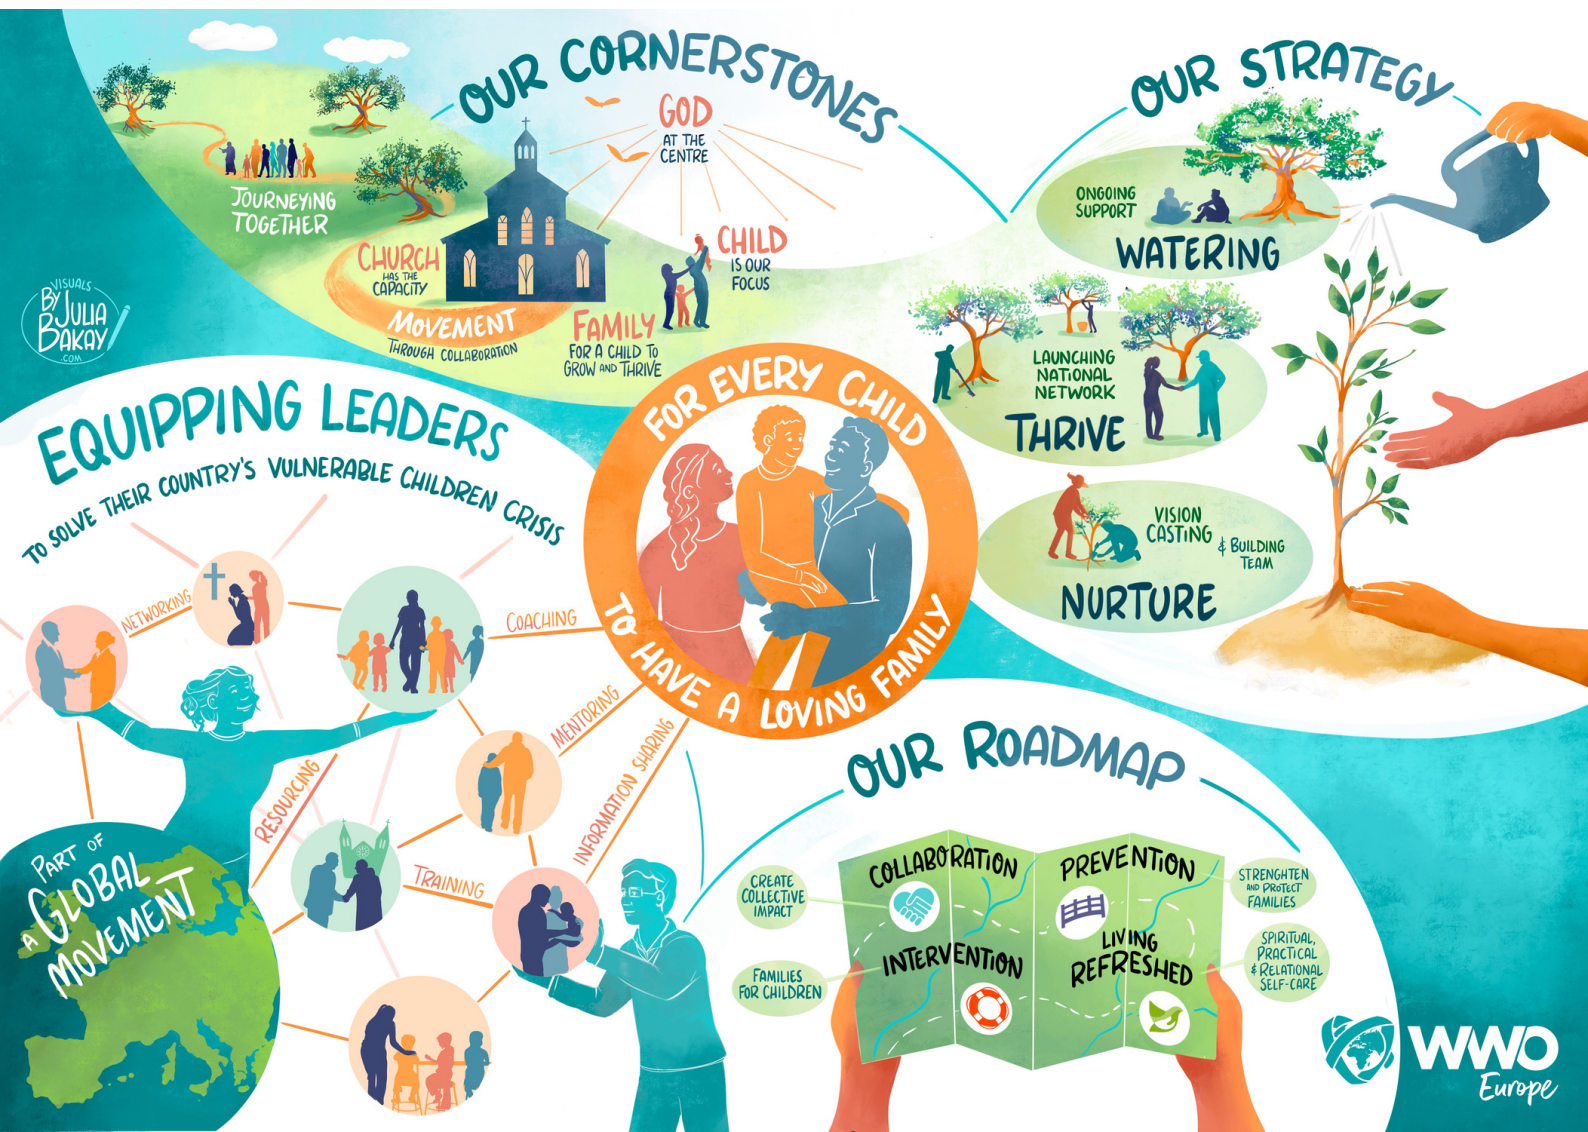 OUR CORNERSTONES
GOD
AT THE
CENTRE
JOURNEYING
TOGETHER
CHURCH
HAS THE
CAPACITY
MOVEMENT
THROUGH COLLABORATION
FAMILY
FOR A CHILD TO
GROW AND THRIVE
CHILD
IS OUR
FOCUS
OUR STRATEGY
ONGOING
SUPPORT
WATERING
LAUNCHING
NATIONAL
NETWORK
THRIVE
VISION
CASTING
& BUILDING
TEAM
NURTURE
VISUALS
BY JULIA
BAKAY
.COM
FOR EVERY CHILD
TO HAVE A LOVING FAMILY
EQUIPPING LEADERS
TO SOLVE THEIR COUNTRY'S VULNERABLE CHILDREN CRISIS
NETWORKING
COACHING
MENTORING
INFORMATION SHARING
RESOURCING
TRAINING
PART OF
A GLOBAL
MOVEMENT
OUR ROADMAP
COLLABORATION
CREATE
COLLECTIVE
IMPACT
PREVENTION
STRENGHTEN
AND PROTECT
FAMILIES
INTERVENTION
FAMILIES
FOR CHILDREN
LIVING
REFRESHED
SPIRITUAL,
PRACTICAL
& RELATIONAL
SELF-CARE
WWO
Europe